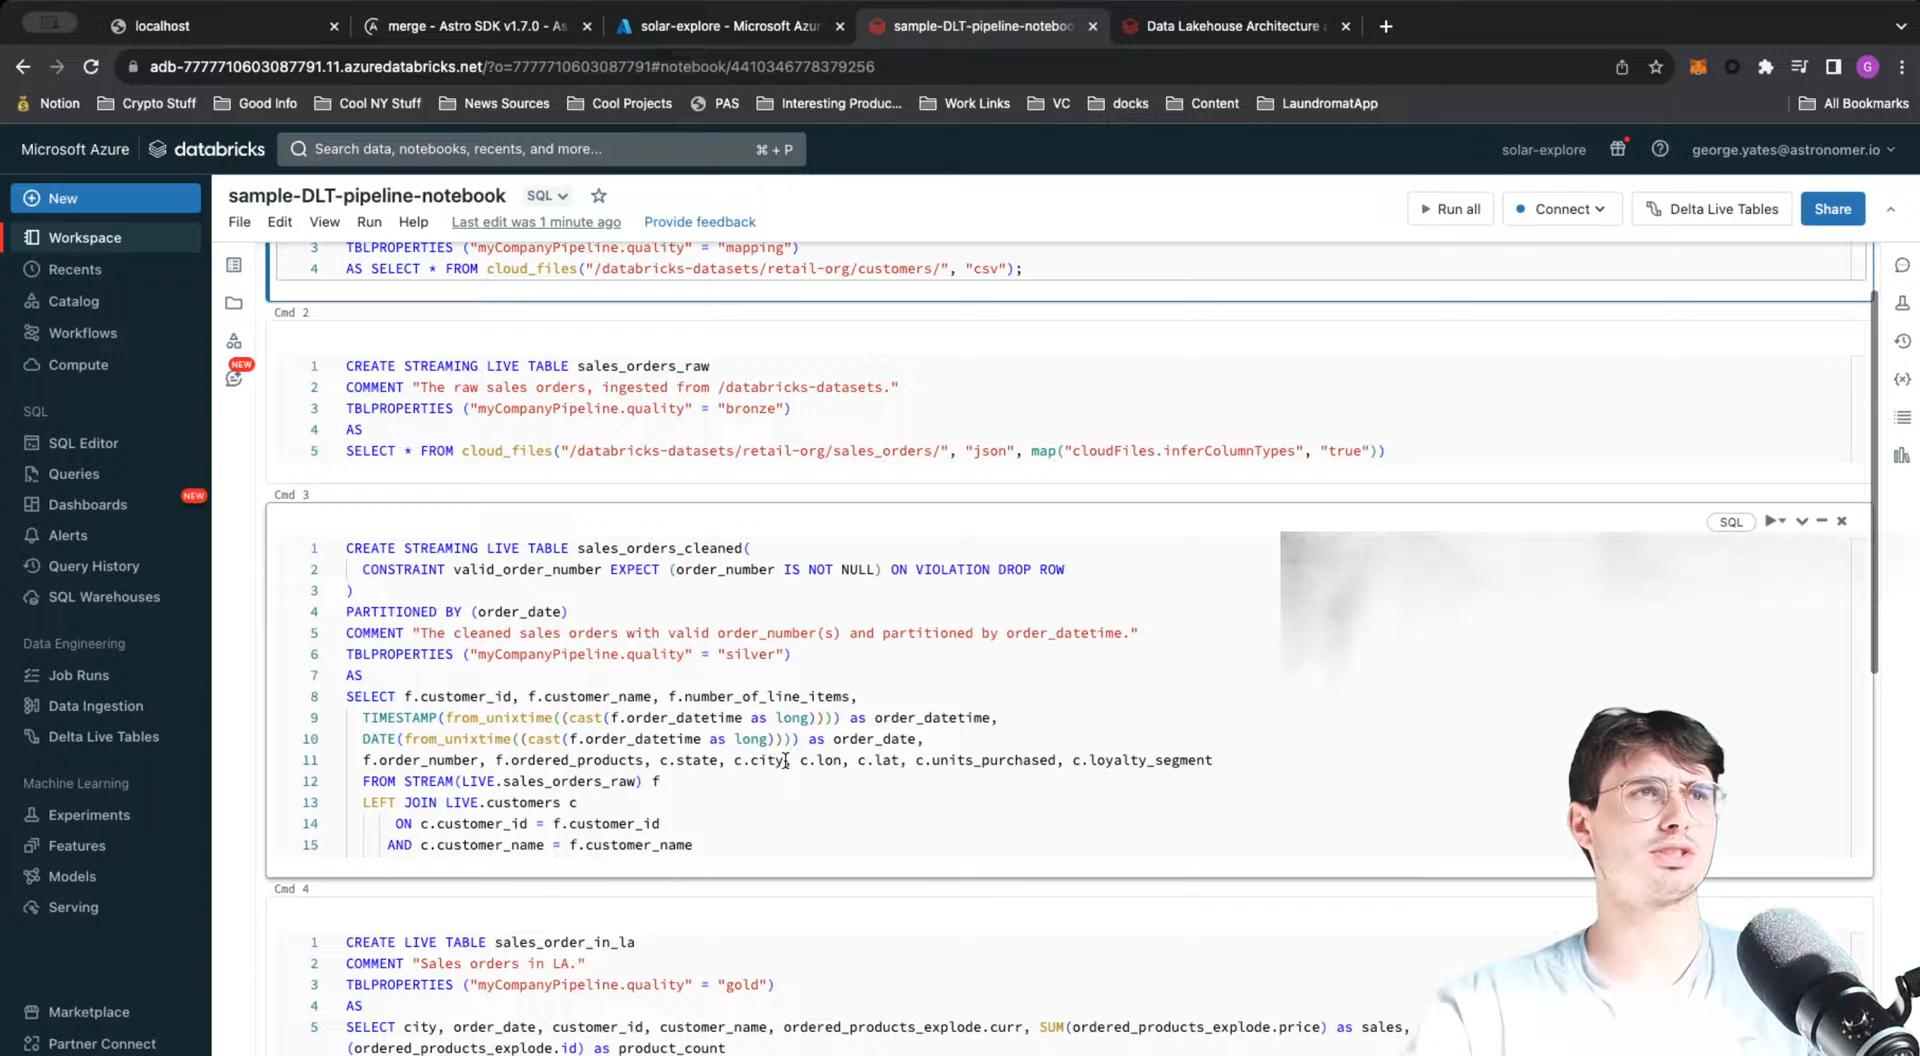 localhost
merge - Astro SDK v1.7.0 - As
solar-explore - Microsoft Azur
sample-DLT-pipeline-noteboo
Data Lakehouse Architecture
adb-7777710603087791.11.azuredatabricks.net/?o=7777710603087791#notebook/4410346778379256
G
Notion
Crypto Stuff
Good Info
Cool NY Stuff
News Sources
Cool Projects
PAS
Interesting Produc...
Work Links
VC
docks
Content
LaundromatApp
All Bookmarks
Microsoft Azure
databricks
Search data, notebooks, recents, and more...
⌘ + P
solar-explore
george.yates@astronomer.io
New
Workspace
Recents
Catalog
Workflows
Compute
SQL
SQL Editor
Queries
NEW
Dashboards
Alerts
Query History
SQL Warehouses
Data Engineering
Job Runs
Data Ingestion
Delta Live Tables
Machine Learning
Experiments
Features
Models
Serving
Marketplace
Partner Connect
sample-DLT-pipeline-notebook
SQL
File
Edit
View
Run
Help
Last edit was 1 minute ago
Provide feedback
Run all
Connect
Delta Live Tables
Share
NEW
3 TBLPROPERTIES ("myCompanyPipeline.quality" = "mapping")
4 AS SELECT * FROM cloud_files("/databricks-datasets/retail-org/customers/", "csv");
Cmd 2
1 CREATE STREAMING LIVE TABLE sales_orders_raw
2 COMMENT "The raw sales orders, ingested from /databricks-datasets."
3 TBLPROPERTIES ("myCompanyPipeline.quality" = "bronze")
4 AS
5 SELECT * FROM cloud_files("/databricks-datasets/retail-org/sales_orders/", "json", map("cloudFiles.inferColumnTypes", "true"))
Cmd 3
SQL
1 CREATE STREAMING LIVE TABLE sales_orders_cleaned(
2 CONSTRAINT valid_order_number EXPECT (order_number IS NOT NULL) ON VIOLATION DROP ROW
3 )
4 PARTITIONED BY (order_date)
5 COMMENT "The cleaned sales orders with valid order_number(s) and partitioned by order_datetime."
6 TBLPROPERTIES ("myCompanyPipeline.quality" = "silver")
7 AS
8 SELECT f.customer_id, f.customer_name, f.number_of_line_items,
9 TIMESTAMP(from_unixtime((cast(f.order_datetime as long)))) as order_datetime,
10 DATE(from_unixtime((cast(f.order_datetime as long)))) as order_date,
11 f.order_number, f.ordered_products, c.state, c.city, c.lon, c.lat, c.units_purchased, c.loyalty_segment
12 FROM STREAM(LIVE.sales_orders_raw) f
13 LEFT JOIN LIVE.customers c
14 ON c.customer_id = f.customer_id
15 AND c.customer_name = f.customer_name
Cmd 4
1 CREATE LIVE TABLE sales_order_in_la
2 COMMENT "Sales orders in LA."
3 TBLPROPERTIES ("myCompanyPipeline.quality" = "gold")
4 AS
5 SELECT city, order_date, customer_id, customer_name, ordered_products_explode.curr, SUM(ordered_products_explode.price) as sales,
(ordered_products_explode.id) as product_count